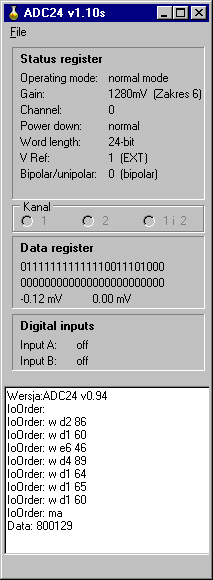 ADC24 v1.10s
File
Status register
Operating mode: normal mode
Gain: 1280mV (Zakres 6)
Channel: 0
Power down: normal
Word length: 24-bit
V Ref: 1 (EXT)
Bipolar/unipolar: 0 (bipolar)
Kanal
1 2 1 i 2
Data register
011111111111110011101000
000000000000000000000000
-0.12 mV 0.00 mV
Digital inputs
Input A: off
Input B: off
Wersja:ADC24 v0.94
IoOrder:
IoOrder: w d2 86
IoOrder: w d1 60
IoOrder: w e6 46
IoOrder: w d4 89
IoOrder: w d1 64
IoOrder: w d1 65
IoOrder: w d1 60
IoOrder: ma
Data: 800129